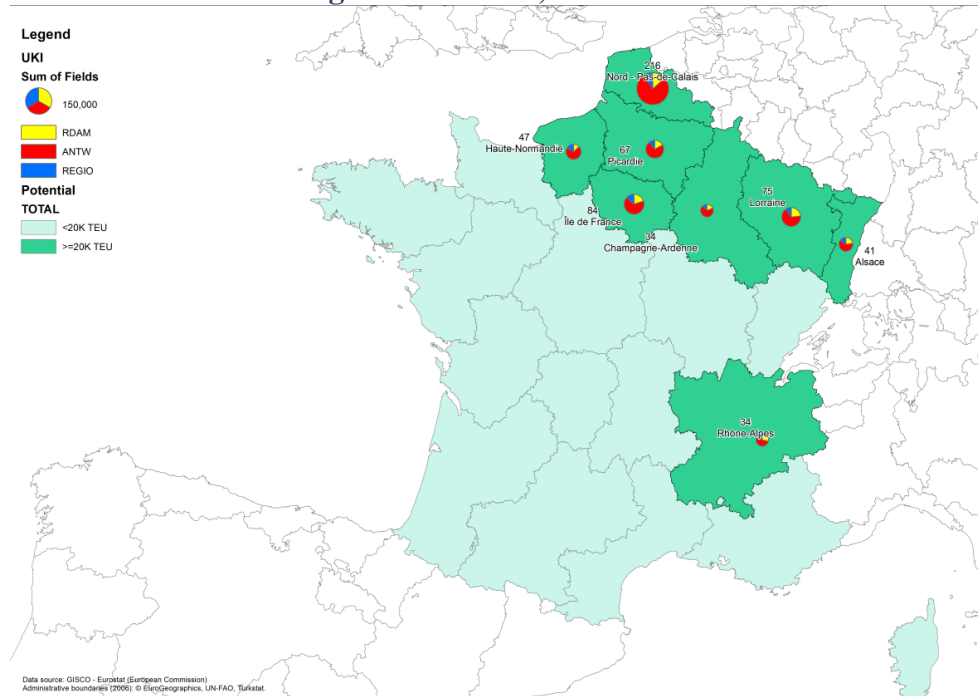 Legend
UKI
Sum of Fields
150,000
RDAM
ANTW
REGIO
Potential
TOTAL
<20K TEU
>=20K TEU
216
Nord - Pas-de-Calais
47
Haute-Normandie
67
Picardie
84
Île de France
34
Champagne-Ardenne
75
Lorraine
41
Alsace
34
Rhône-Alpes
Data source: GISCO - Eurostat (European Commission)
Administrative boundaries (2006): © EuroGeographics, UN-FAO, Turkstat.